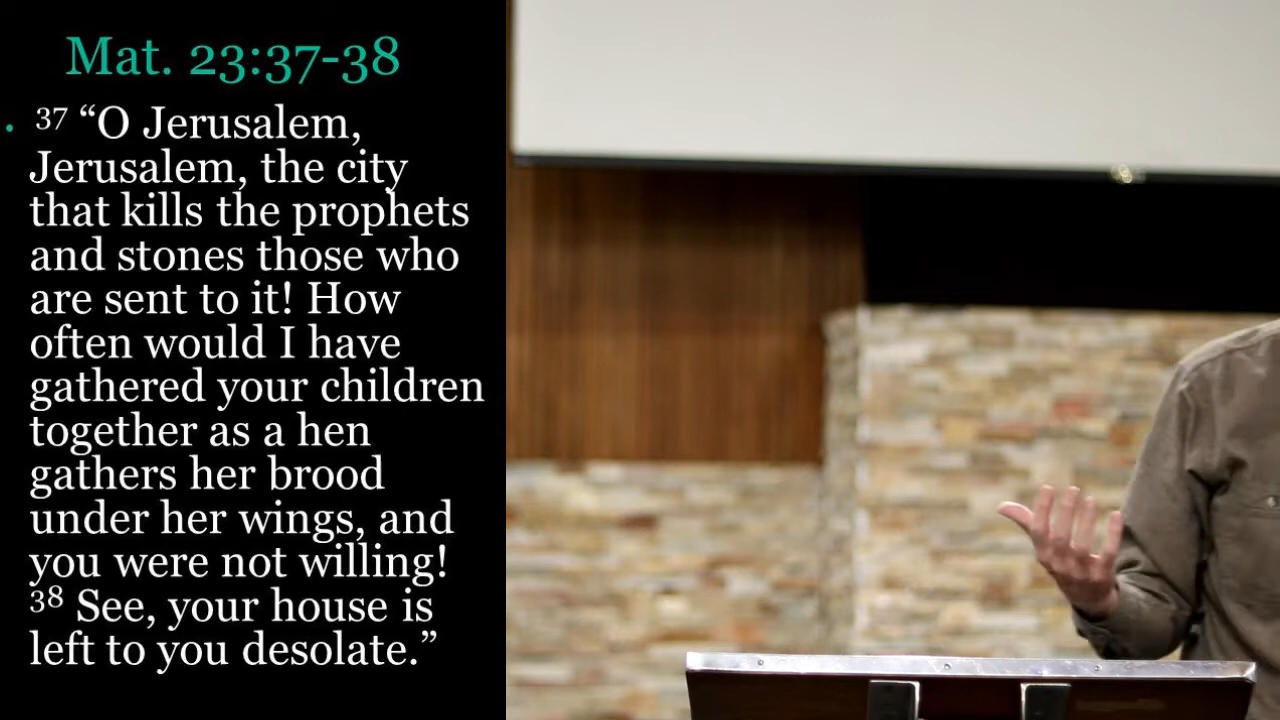 Mat. 23:37-38
• ³⁷ “O Jerusalem,
Jerusalem, the city
that kills the prophets
and stones those who
are sent to it! How
often would I have
gathered your children
together as a hen
gathers her brood
under her wings, and
you were not willing!
³⁸ See, your house is
left to you desolate.”